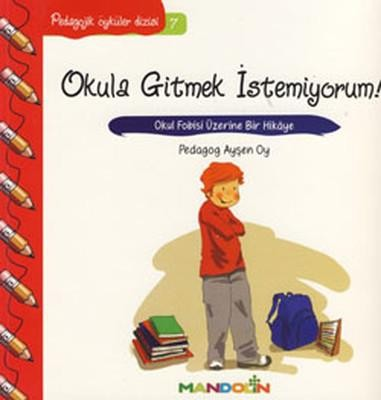 Pedagojik öyküler dizisi 7
Okula Gitmek İstemiyorum!
Okul Fobisi Üzerine Bir Hikâye
Pedagog Ayşen Oy
MANDOLİN